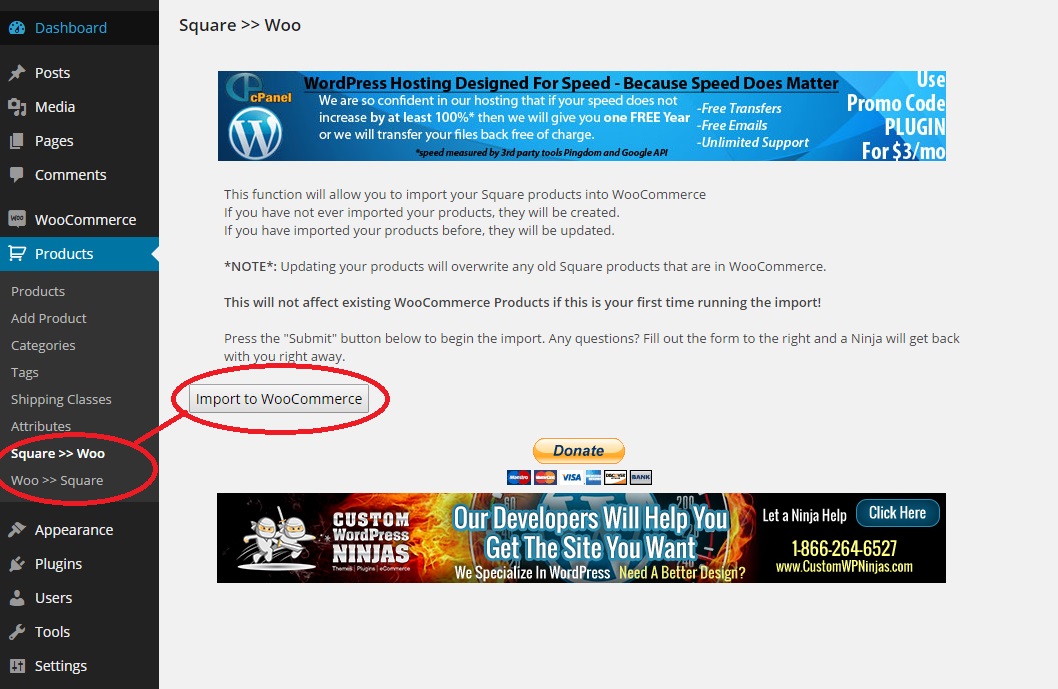 Dashboard
Posts
Media
Pages
Comments
WOO WooCommerce
Products
Products
Add Product
Categories
Tags
Shipping Classes
Attributes
Square >> Woo
Woo >> Square
Appearance
Plugins
Users
Tools
Settings
Square >> Woo
cPanel
WordPress Hosting Designed For Speed - Because Speed Does Matter
We are so confident in our hosting that if your speed does not
increase by at least 100%* then we will give you one FREE Year
or we will transfer your files back free of charge.
*speed measured by 3rd party tools Pingdom and Google API
-Free Transfers
-Free Emails
-Unlimited Support
Use
Promo Code
PLUGIN
For $3/mo
This function will allow you to import your Square products into WooCommerce
If you have not ever imported your products, they will be created.
If you have imported your products before, they will be updated.
*NOTE*: Updating your products will overwrite any old Square products that are in WooCommerce.
This will not affect existing WooCommerce Products if this is your first time running the import!
Press the "Submit" button below to begin the import. Any questions? Fill out the form to the right and a Ninja will get back
with you right away.
Import to WooCommerce
Donate
Maestro MasterCard VISA DISCOVER BANK
CUSTOM
WordPress
NINJAS
Themes | Plugins | eCommerce
60
200
240
Our Developers Will Help You
Get The Site You Want
We Specialize In WordPress Need A Better Design?
Let a Ninja Help Click Here
1-866-264-6527
www.CustomWPNinjas.com